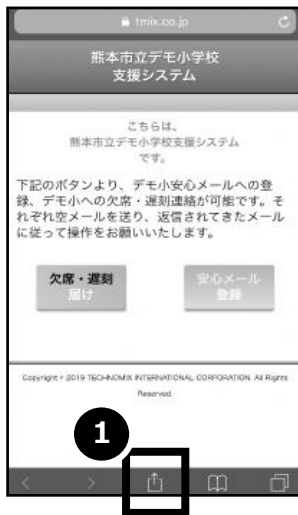 tmix.co.jp
熊本市立デモ小学校
支援システム
こちらは、
熊本市立デモ小学校支援システム
です。
下記のボタンより、デモ小安心メールへの登
録、デモ小への欠席・遅刻連絡が可能です。そ
れぞれ空メールを送り、返信されてきたメール
に従って操作をお願いいたします。
欠席・遅刻
届け
安心メール
登録
Copyright • 2019 TECHNOMIX INTERNATIONAL CORPORATION. All Rights
Reserved.
1